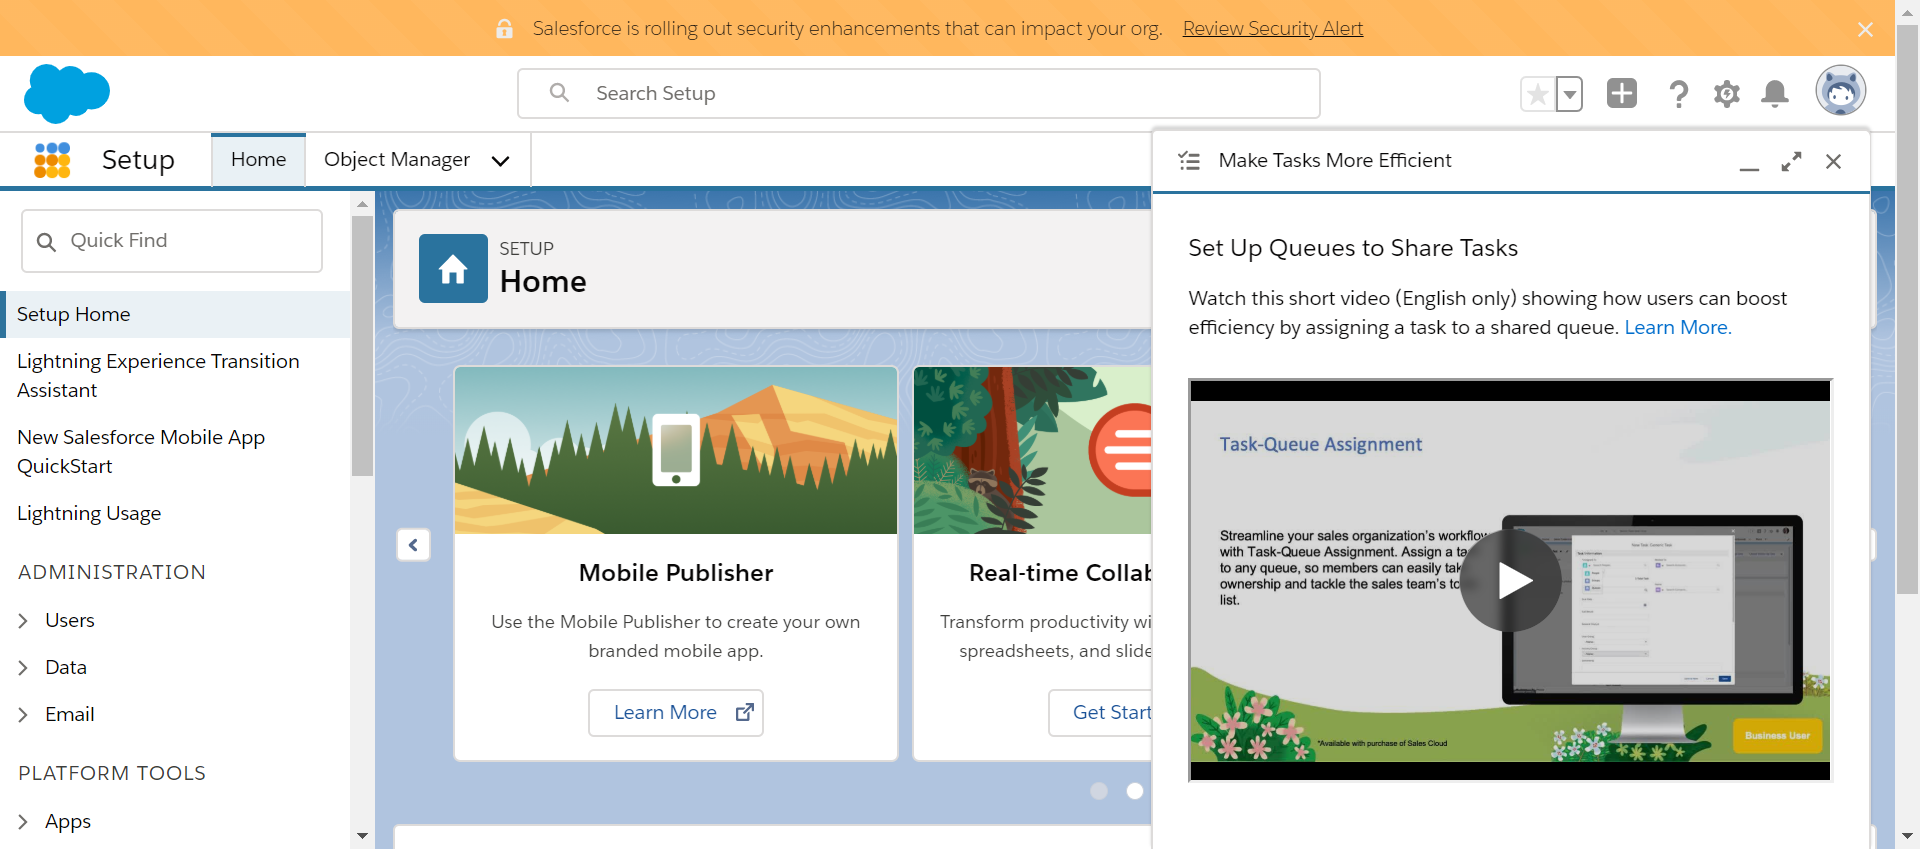 Salesforce is rolling out security enhancements that can impact your org. Review Security Alert
Search Setup
Setup
Home
Object Manager
Quick Find
Setup Home
Lightning Experience Transition
Assistant
New Salesforce Mobile App
QuickStart
Lightning Usage
ADMINISTRATION
Users
Data
Email
PLATFORM TOOLS
Apps
SETUP
Home
Mobile Publisher
Use the Mobile Publisher to create your own
branded mobile app.
Learn More
Real-time Collab
Transform productivity wi
spreadsheets, and slide
Get Start
Make Tasks More Efficient
Set Up Queues to Share Tasks
Watch this short video (English only) showing how users can boost
efficiency by assigning a task to a shared queue. Learn More.
Task-Queue Assignment
Streamline your sales organization's workflow
with Task-Queue Assignment. Assign a ta
to any queue, so members can easily tak
ownership and tackle the sales team's to
list.
*Available with purchase of Sales Cloud
Business User